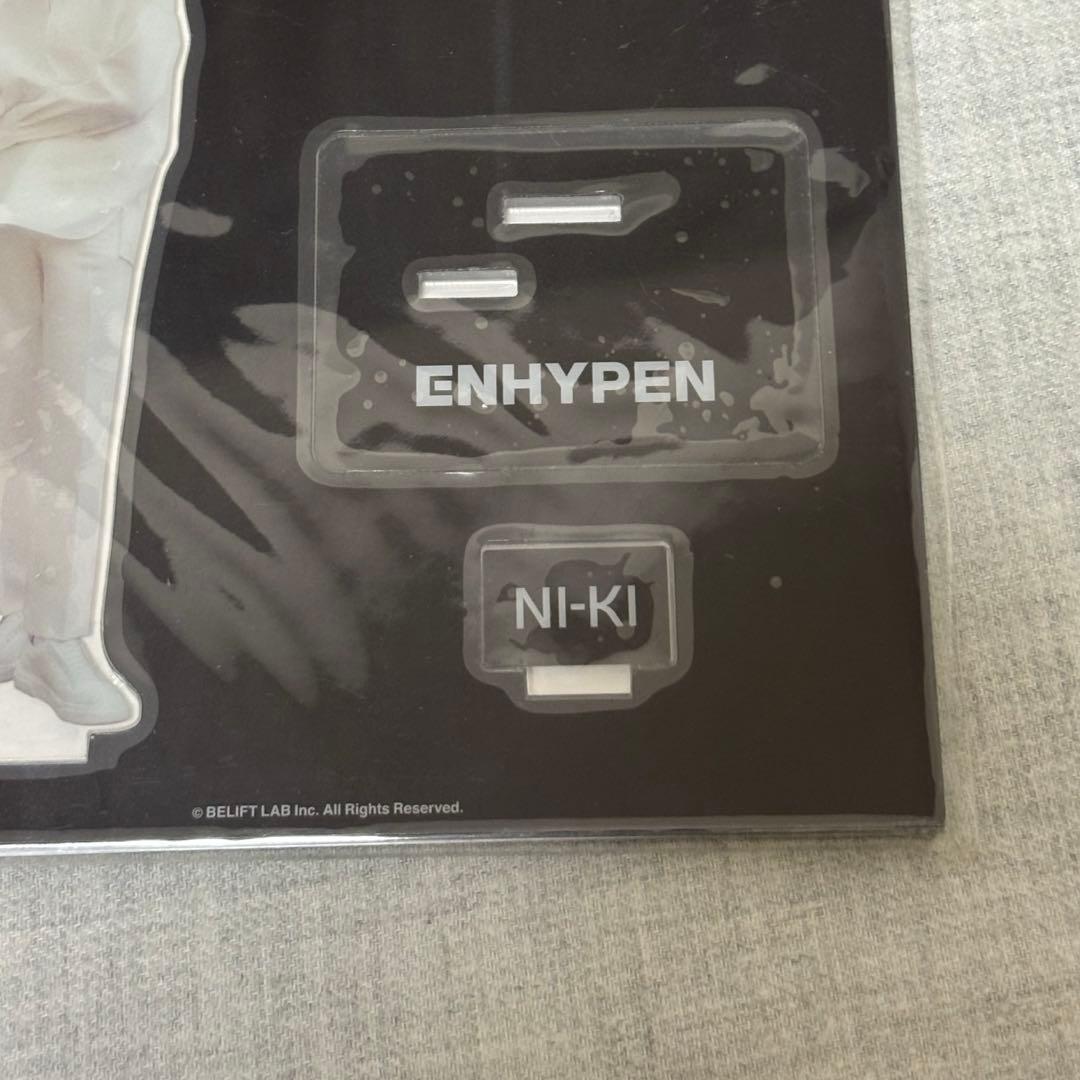 ENHYPEN
NI-KI
© BELIFT LAB Inc. All Rights Reserved.